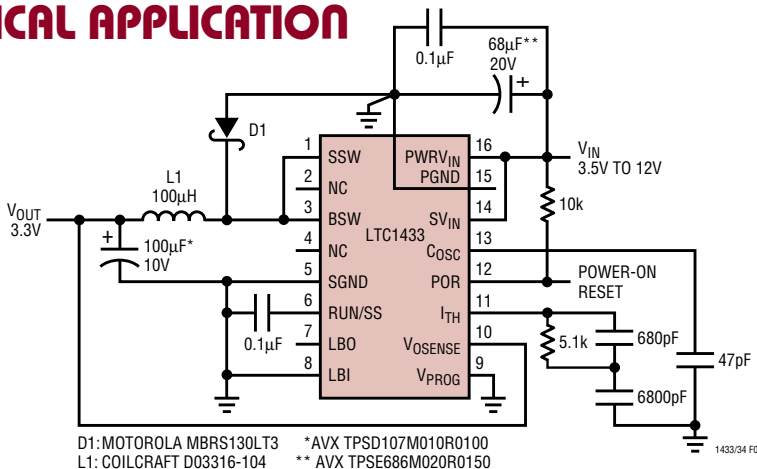 ICAL APPLICATION
0.1µF
68µF**
20V
+
D1
1
SSW
PWRVIN
16
VIN
3.5V TO 12V
2
NC
PGND
15
L1
100µH
10k
VOUT
3.3V
3
BSW
SVIN
14
LTC1433
+
100µF*
10V
4
NC
COSC
13
5
SGND
POR
12
POWER-ON
RESET
6
RUN/SS
ITH
11
0.1µF
5.1k
680pF
7
LBO
VOSENSE
10
47pF
8
LBI
VPROG
9
6800pF
D1: MOTOROLA MBRS130LT3 *AVX TPSD107M010R0100
L1: COILCRAFT D03316-104 ** AVX TPSE686M020R0150
1433/34 F0